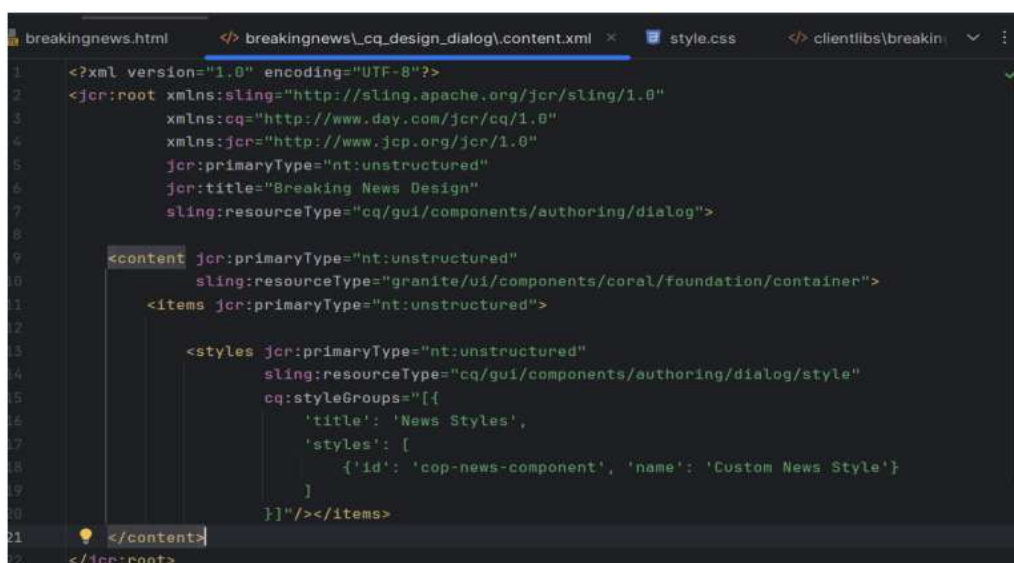 breakingnews.html </> breakingnews\_cq_design_dialog\.content.xml × style.css </> clientlibs\breakin
1 <?xml version="1.0" encoding="UTF-8"?>
2 <jcr:root xmlns:sling="http://sling.apache.org/jcr/sling/1.0"
3 xmlns:cq="http://www.day.com/jcr/cq/1.0"
4 xmlns:jcr="http://www.jcp.org/jcr/1.0"
5 jcr:primaryType="nt:unstructured"
6 jcr:title="Breaking News Design"
7 sling:resourceType="cq/gui/components/authoring/dialog">
8
9 <content jcr:primaryType="nt:unstructured"
10 sling:resourceType="granite/ui/components/coral/foundation/container">
11 <items jcr:primaryType="nt:unstructured">
12
13 <styles jcr:primaryType="nt:unstructured"
14 sling:resourceType="cq/gui/components/authoring/dialog/style"
15 cq:styleGroups="[{
16 'title': 'News Styles',
17 'styles': [
18 {'id': 'cop-news-component', 'name': 'Custom News Style'}
19 ]
20 }]"/></items>
21 </content>
22 </jcr:root>